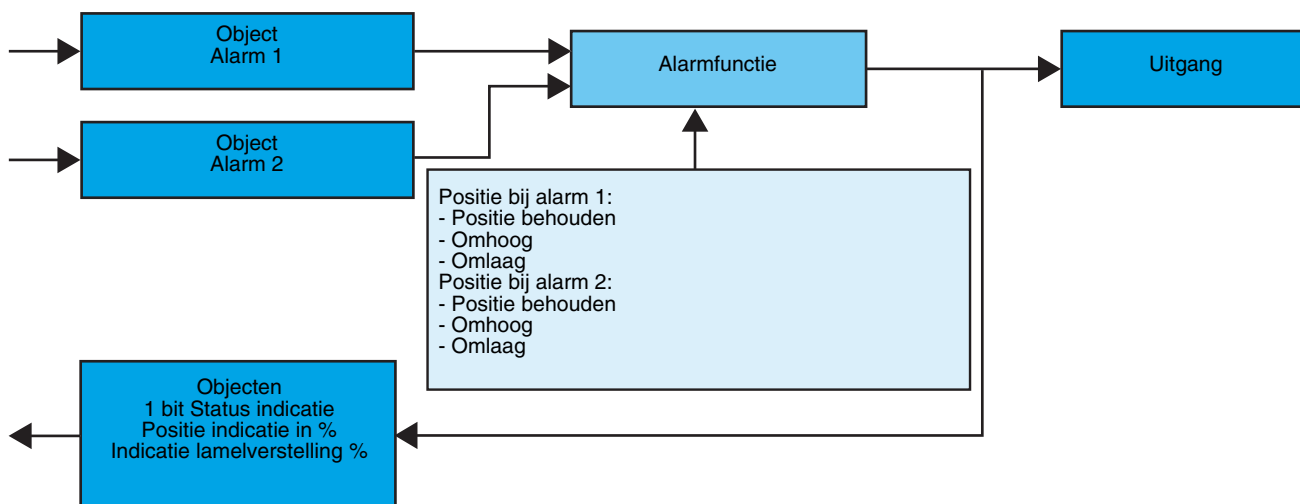 Object
Alarm 1
Alarmfunctie
Uitgang
Object
Alarm 2
Positie bij alarm 1:
- Positie behouden
- Omhoog
- Omlaag
Positie bij alarm 2:
- Positie behouden
- Omhoog
- Omlaag
Objecten
1 bit Status indicatie
Positie indicatie in %
Indicatie lamelverstelling %